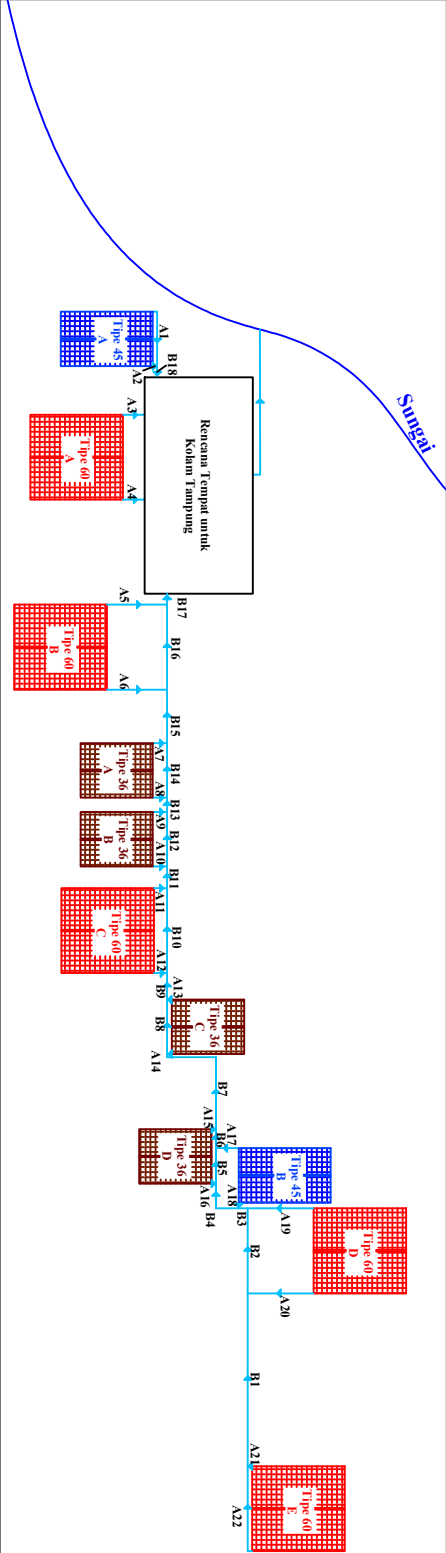 Sungai
A1
Tipe 45
A
B18
A2
A3
Tipe 60
A
A4
Rencana Tempat untuk
Kolam Tampung
A5
B17
Tipe 60
B
B16
A6
B15
A7
Tipe 36
A
B14
A8
B13
A9
Tipe 36
B
B12
A10
B11
A11
Tipe 60
C
B10
A12
A13
B9
Tipe 36
C
B8
A14
B7
A15
A17
B6
Tipe 36
D
B5
Tipe 45
B
A16
A18
B4
B3
A19
Tipe 60
D
B2
A20
B1
A21
Tipe 60
E
A22